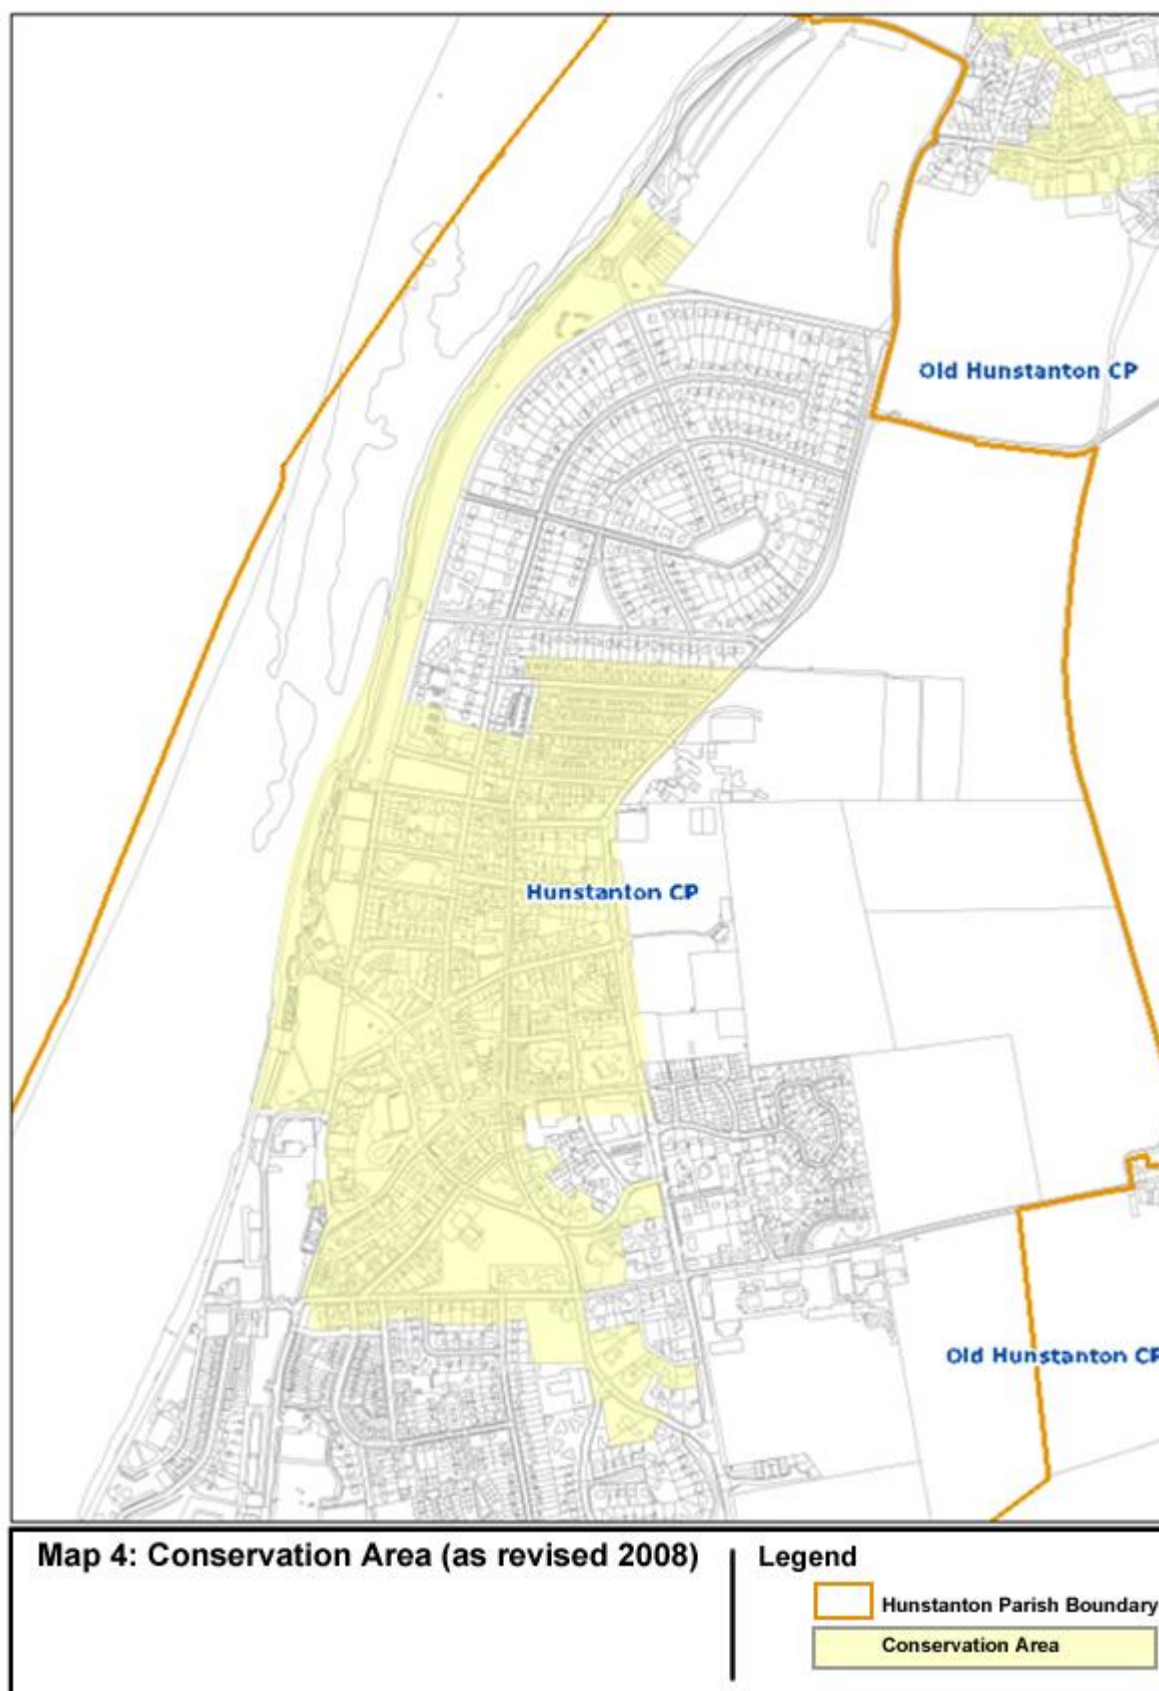 Old Hunstanton CP
Hunstanton CP
Old Hunstanton CP
Map 4: Conservation Area (as revised 2008)
Legend
Hunstanton Parish Boundary
Conservation Area